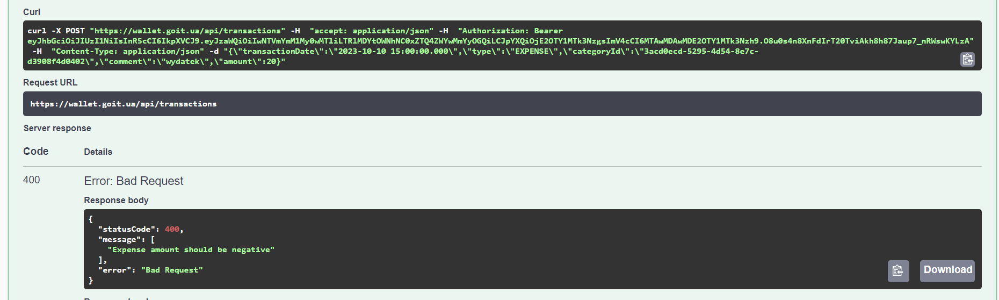 Curl
curl -X POST "https://wallet.goit.ua/api/transactions" -H  "accept: application/json" -H  "Authorization: Bearer
eyJhbGciOiJIUzI1NiIsInR5cCI6IkpXVCJ9.eyJzaWQiOiIwNTVmYmM1My0wMTliLTRlMDYtOWNhNC0xZTQ4ZWYwMmYyOGQiLCJpYXQiOjE2OTY1MTk3NzgsImV4cCI6MTAwMDAwMDE2OTY1MTk3Nzh9.O8u0s4n8XnFdIrT20TviAkh8h87Jaup7_nRWswKYLzA"
-H  "Content-Type: application/json" -d "{\"transactionDate\":\"2023-10-10 15:00:00.000\",\"type\":\"EXPENSE\",\"categoryId\":\"3acd0ecd-5295-4d54-8e7c-
d3908f4d0402\",\"comment\":\"wydatek\",\"amount\":20}"
Request URL
https://wallet.goit.ua/api/transactions
Server response
Code Details
400 Error: Bad Request
Response body
{
"statusCode": 400,
"message": [
"Expense amount should be negative"
],
"error": "Bad Request"
}
Download